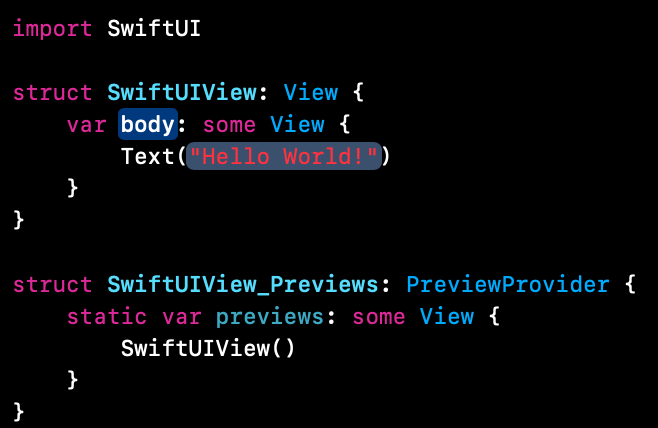 import SwiftUI
struct SwiftUIView: View {
var body: some View {
Text("Hello World!")
}
}
struct SwiftUIView_Previews: PreviewProvider {
static var previews: some View {
SwiftUIView()
}
}